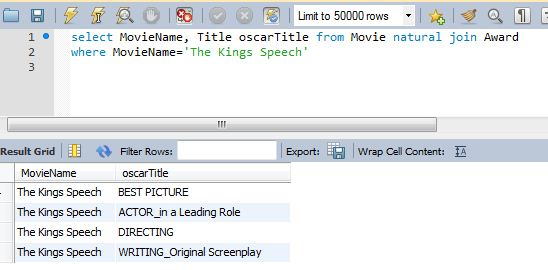 Limit to 50000 rows
1 select MovieName, Title oscarTitle from Movie natural join Award
2 where MovieName='The Kings Speech'
3
Result Grid Filter Rows: Export: Wrap Cell Content:
MovieName oscarTitle
The Kings Speech BEST PICTURE
The Kings Speech ACTOR_in a Leading Role
The Kings Speech DIRECTING
The Kings Speech WRITING_Original Screenplay